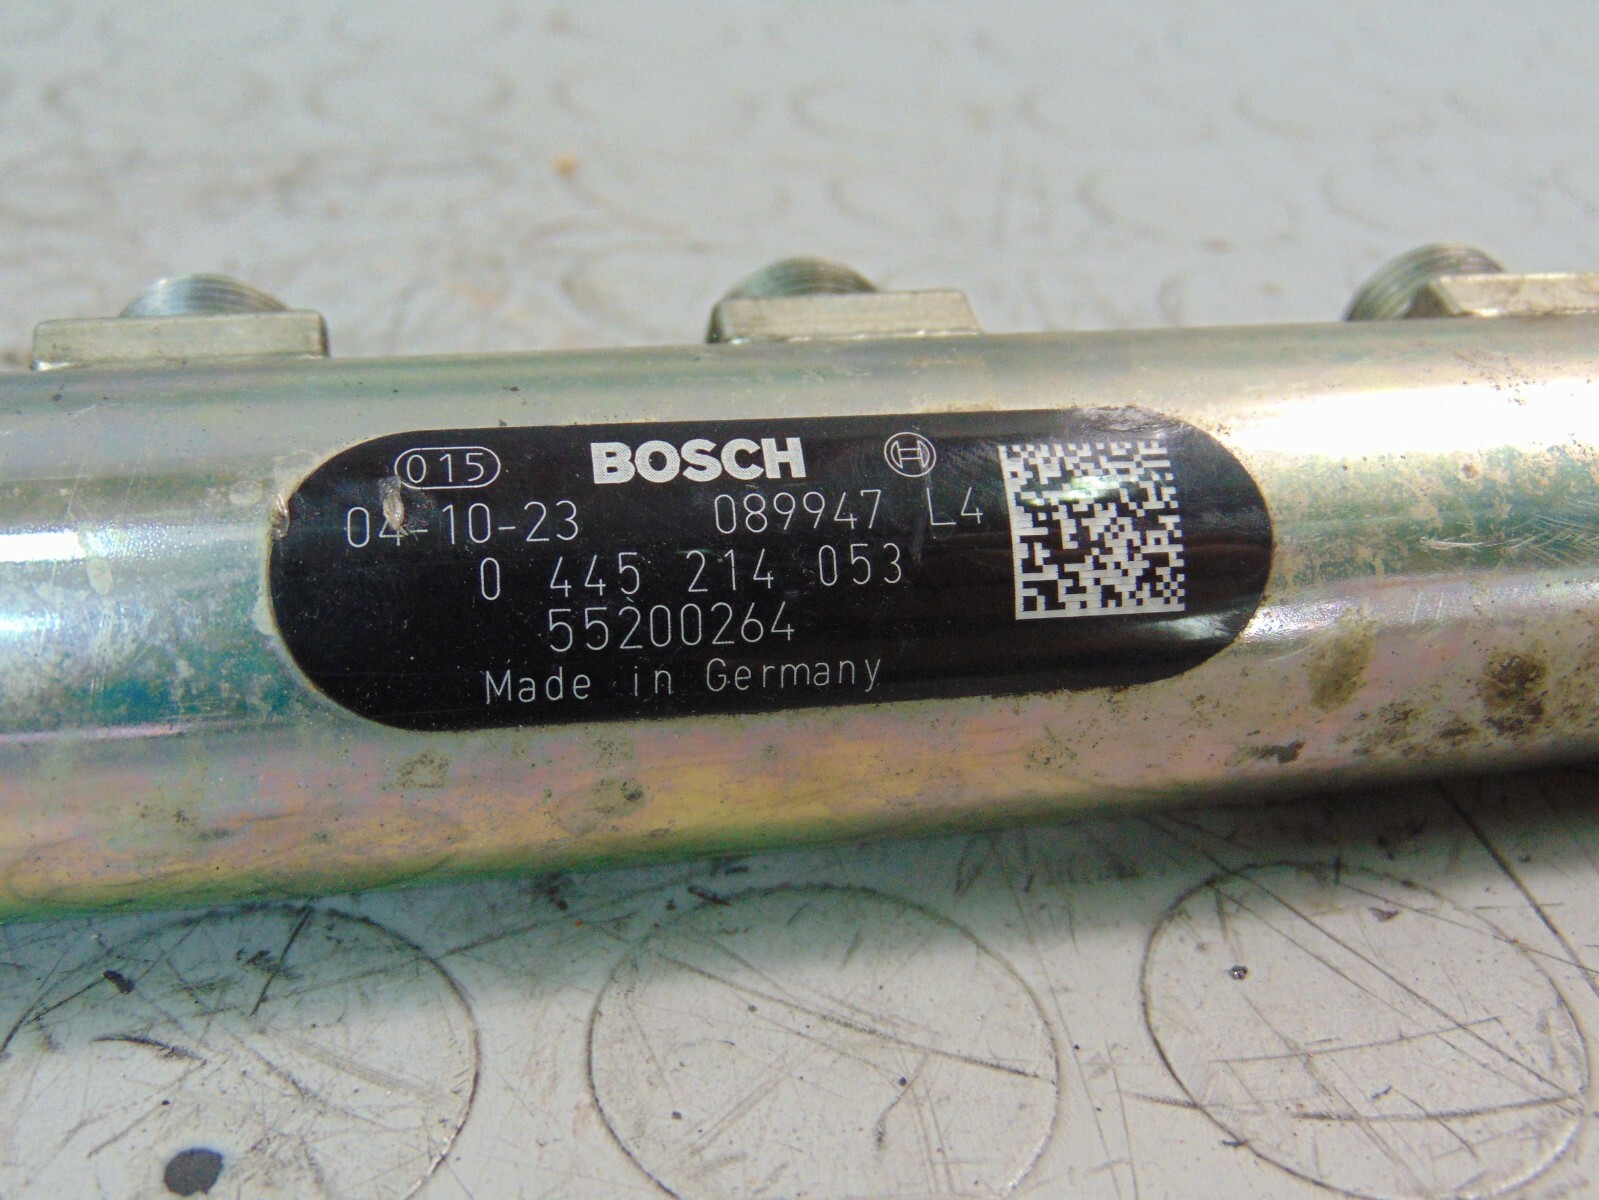 015 BOSCH
04-10-23 089947 L4
0 445 214 053
55200264
Made in Germany